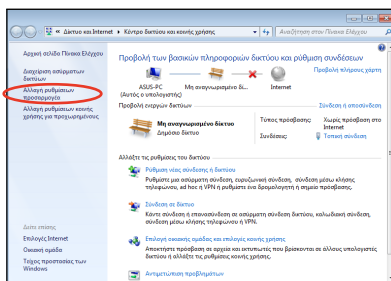 « Δίκτυο και Internet ▸ Κέντρο δικτύου και κοινής χρήσης
Αναζήτηση στον Πίνακα Ελέγχου
Αρχική σελίδα Πίνακα Ελέγχου
Διαχείριση ασύρματων
δικτύων
Αλλαγή ρυθμίσεων
προσαρμογέα
Αλλαγή ρυθμίσεων κοινής
χρήσης για προχωρημένους
Δείτε επίσης
Επιλογές Internet
Οικιακή ομάδα
Τείχος προστασίας των
Windows
Προβολή των βασικών πληροφοριών δικτύου και ρύθμιση συνδέσεων
Προβολή πλήρους χάρτη
ASUS-PC
(Αυτός ο υπολογιστής)
Μη αναγνωρισμένο δί...
Internet
Προβολή ενεργών δικτύων
Σύνδεση ή αποσύνδεση
Μη αναγνωρισμένο δίκτυο
Δημόσιο δίκτυο
Τύπος πρόσβασης: Χωρίς πρόσβαση στο
Internet
Συνδέσεις: Τοπική σύνδεση
Αλλάξτε τις ρυθμίσεις του δικτύου
Ρύθμιση νέας σύνδεσης ή δικτύου
Ρυθμίστε μια ασύρματη σύνδεση, ευρυζωνική σύνδεση, σύνδεση μέσω κλήσης
τηλεφώνου, ad hoc ή VPN ή ρυθμίστε ένα δρομολογητή ή σημείο πρόσβασης.
Σύνδεση σε δίκτυο
Κάντε σύνδεση ή επανασύνδεση σε ασύρματη σύνδεση δικτύου, καλωδιακή σύνδεση,
σύνδεση μέσω κλήσης τηλεφώνου ή VPN.
Επιλογή οικιακής ομάδας και επιλογές κοινής χρήσης
Αποκτήστε πρόσβαση σε αρχεία και εκτυπωτές που βρίσκονται σε άλλους υπολογιστές
δικτύου ή αλλάξτε τις ρυθμίσεις κοινής χρήσης.
Αντιμετώπιση προβλημάτων